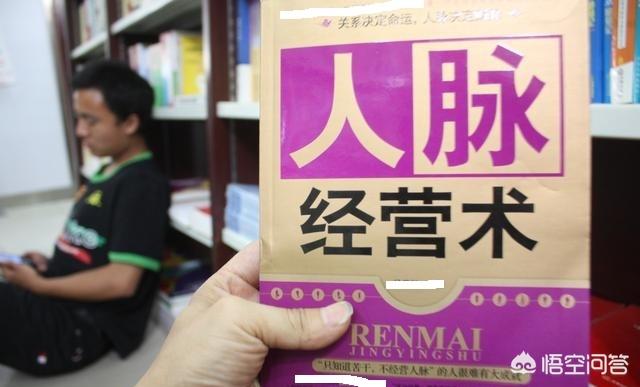 关系决定命运，人脉决定
人脉
经营术
RENMAI
JINGYINGSHU
“只知道苦干，不经营人脉”的人很难有大成就
悟空问答